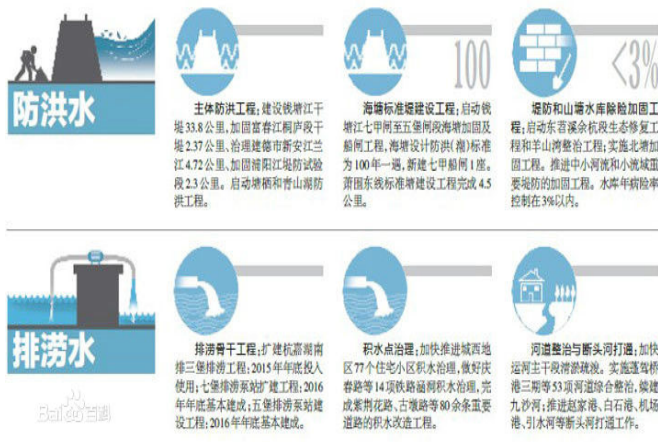 防洪水
100
<3%
主体防洪工程:建设钱塘江干
堤33.8公里,加固富春江桐庐段干
堤2.37公里、治理建德市新安江兰
江4.72公里、加固浦阳江堤防试验
段2.3公里。启动塘栖和青山湖防
洪工程。
海塘标准堤建设工程:启动钱
塘江七甲闸至五堡闸段海塘加固及
船闸工程,海塘设计防洪(潮)标准
为100年一遇,新建七甲船闸1座。
萧围东线标准塘建设工程完成4.5
公里。
堤防和山塘水库除险加固工
程:启动东苕溪余杭段生态修复工
程和羊山湾整治工程;实施北塘加
固工程。推进中小河流和小流域重
要堤防的加固工程。水库年病险率
控制在3%以内。
排涝水
排涝骨干工程:扩建杭嘉湖南
排三堡排涝工程;2015年年底投入
使用;七堡排涝泵站扩建工程;2016
年年底基本建成;五堡排涝泵站建
设工程;2016年年底基本建成。
积水点治理:加快推进城西地
区77个住宅小区积水治理,做好庆
春路等14项铁路涵洞积水治理,完
成紫荆花路、古墩路等80余条重要
道路的积水改造工程。
河道整治与断头河打通:加快
运河主干段清淤疏浚。实施蓬驾桥
港三期等53项河道综合整治,续建
九沙河;推进赵家港、白石港、机场
港、引水河等断头河打通工作。
Baidu百科